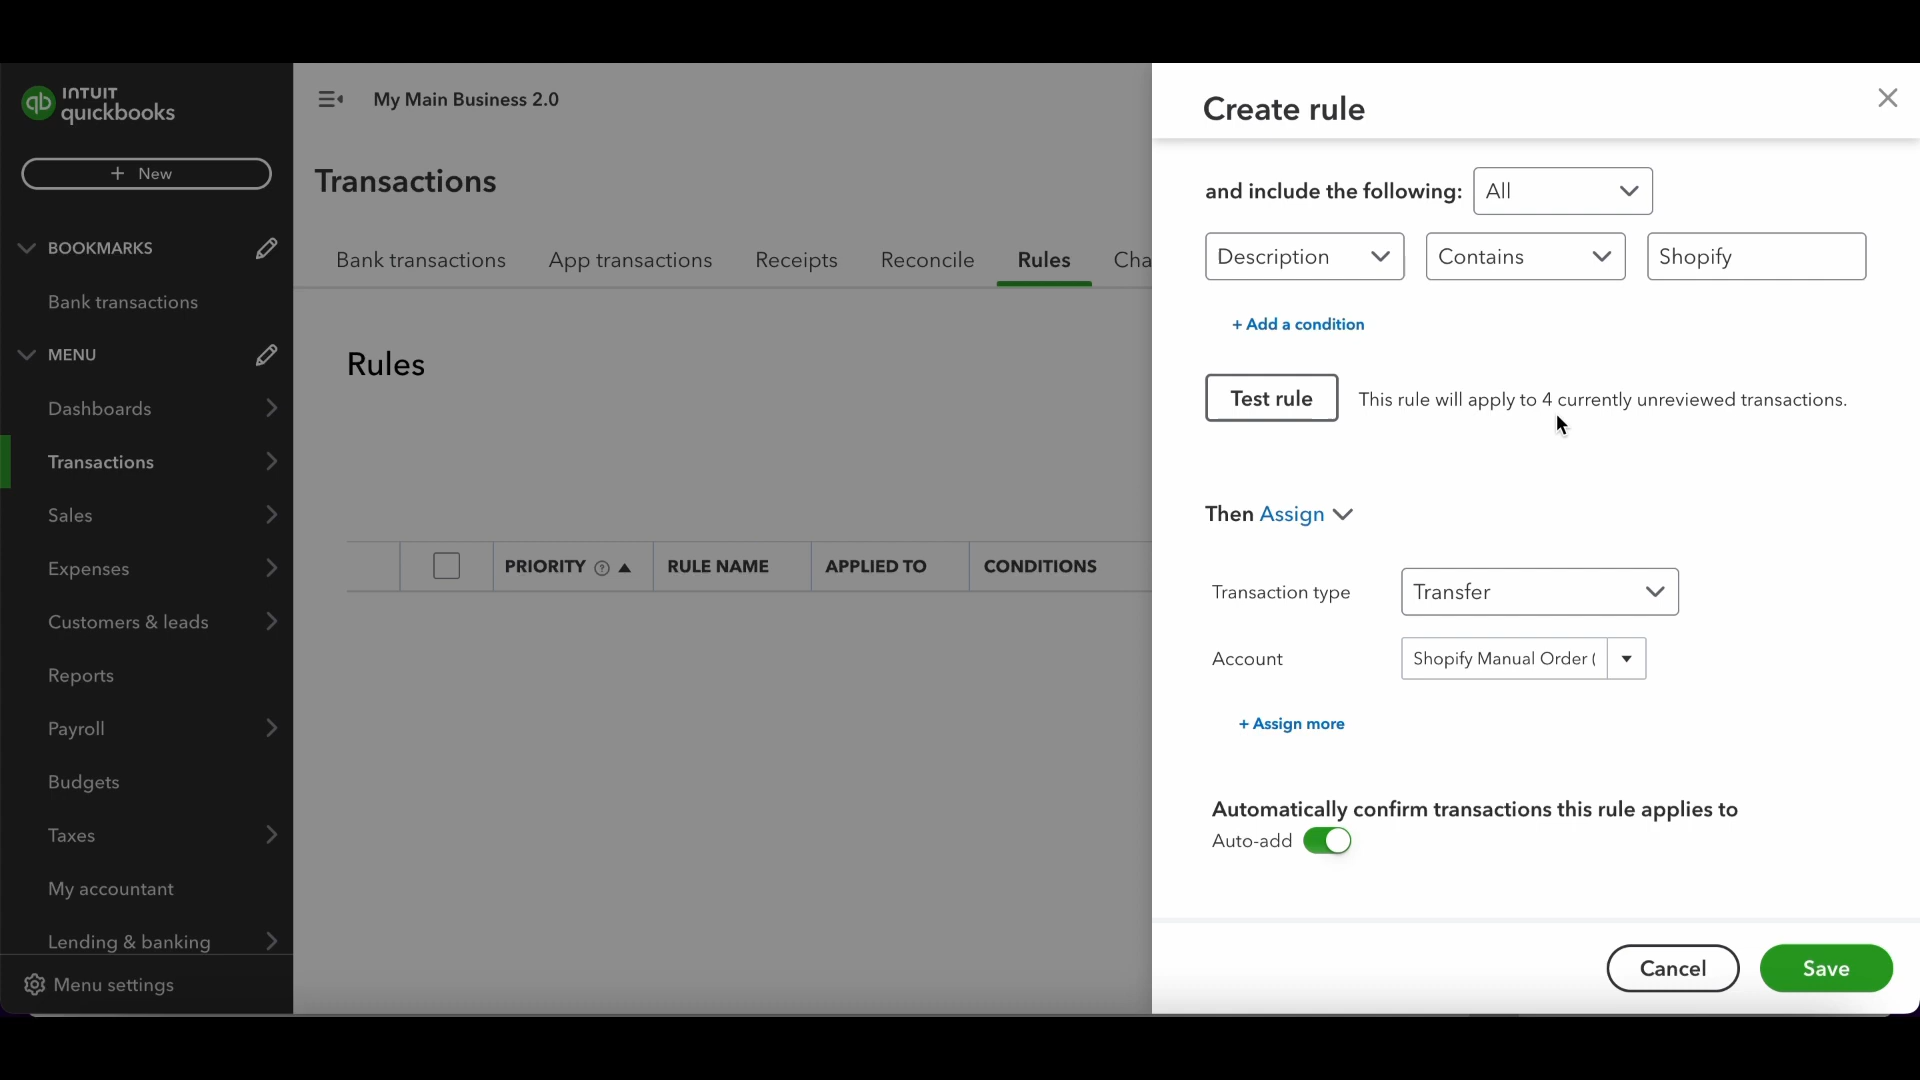 INTUIT
quickbooks
+ New
BOOKMARKS
Bank transactions
MENU
Dashboards
Transactions
Sales
Expenses
Customers & leads
Reports
Payroll
Budgets
Taxes
My accountant
Lending & banking
Menu settings
My Main Business 2.0
Transactions
Bank transactions App transactions Receipts Reconcile Rules Cha
Rules
PRIORITY ? RULE NAME APPLIED TO CONDITIONS
Create rule
and include the following: All
Description Contains Shopify
+ Add a condition
Test rule This rule will apply to 4 currently unreviewed transactions.
Then Assign
Transaction type Transfer
Account Shopify Manual Order (
+ Assign more
Automatically confirm transactions this rule applies to
Auto-add
Cancel Save